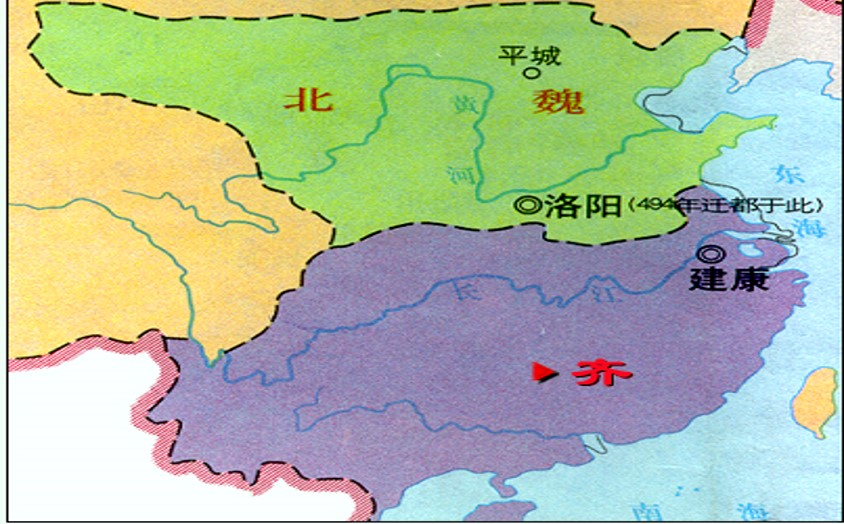 平城
北 魏
黄
河
东
海
洛阳(494年迁都于此)
建康
长 江
齐
南 海